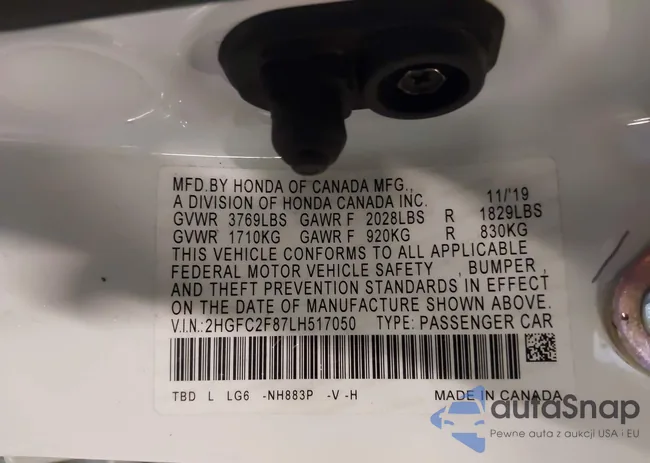 MFD.BY HONDA OF CANADA MFG.,
A DIVISION OF HONDA CANADA INC. 11/'19
GVWR 3769LBS GAWR F 2028LBS R 1829LBS
GVWR 1710KG GAWR F 920KG R 830KG
THIS VEHICLE CONFORMS TO ALL APPLICABLE
FEDERAL MOTOR VEHICLE SAFETY , BUMPER ,
AND THEFT PREVENTION STANDARDS IN EFFECT
ON THE DATE OF MANUFACTURE SHOWN ABOVE.
V.I.N.:2HGFC2F87LH517050 TYPE: PASSENGER CAR
TBD L LG6 -NH883P -V -H MADE IN CANADA
autaSnap
Pewne auta z aukcji USA i EU